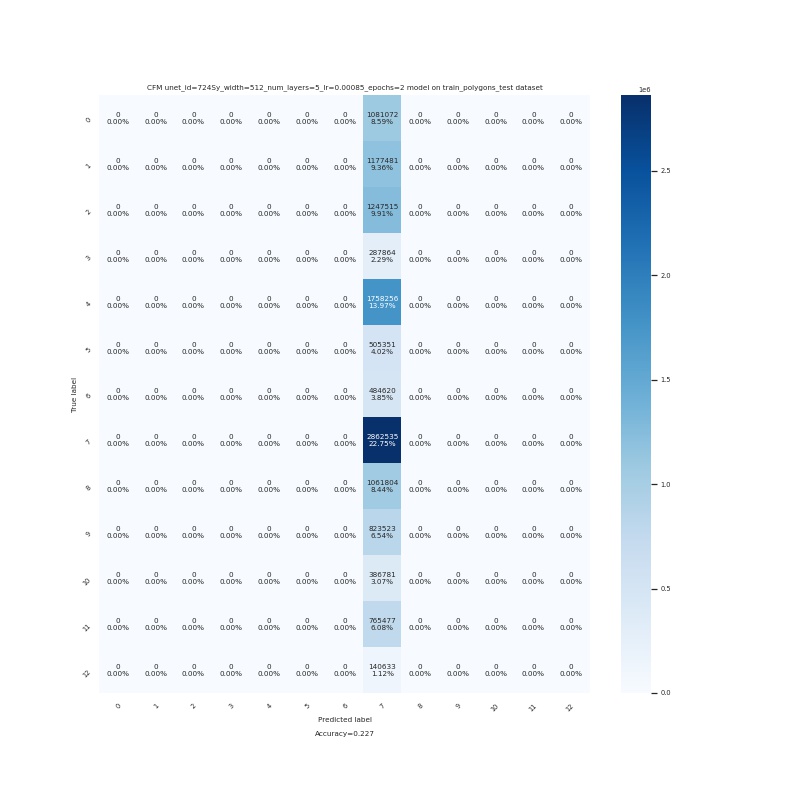 CFM unet_id=724Sy_width=512_num_layers=5_lr=0.00085_epochs=2 model on train_polygons_test dataset
1e6
0 0 0 0 0 0 0 0 1081072 0 0 0 0 0
0.00% 0.00% 0.00% 0.00% 0.00% 0.00% 0.00% 8.59% 0.00% 0.00% 0.00% 0.00% 0.00%
1 0 0 0 0 0 0 0 1177481 0 0 0 0 0
0.00% 0.00% 0.00% 0.00% 0.00% 0.00% 0.00% 9.36% 0.00% 0.00% 0.00% 0.00% 0.00%
2.5
2 0 0 0 0 0 0 0 1247515 0 0 0 0 0
0.00% 0.00% 0.00% 0.00% 0.00% 0.00% 0.00% 9.91% 0.00% 0.00% 0.00% 0.00% 0.00%
3 0 0 0 0 0 0 0 287864 0 0 0 0 0
0.00% 0.00% 0.00% 0.00% 0.00% 0.00% 0.00% 2.29% 0.00% 0.00% 0.00% 0.00% 0.00%
2.0
4 0 0 0 0 0 0 0 1758256 0 0 0 0 0
0.00% 0.00% 0.00% 0.00% 0.00% 0.00% 0.00% 13.97% 0.00% 0.00% 0.00% 0.00% 0.00%
5 0 0 0 0 0 0 0 505351 0 0 0 0 0
0.00% 0.00% 0.00% 0.00% 0.00% 0.00% 0.00% 4.02% 0.00% 0.00% 0.00% 0.00% 0.00%
1.5
True label
6 0 0 0 0 0 0 0 484620 0 0 0 0 0
0.00% 0.00% 0.00% 0.00% 0.00% 0.00% 0.00% 3.85% 0.00% 0.00% 0.00% 0.00% 0.00%
7 0 0 0 0 0 0 0 2862535 0 0 0 0 0
0.00% 0.00% 0.00% 0.00% 0.00% 0.00% 0.00% 22.75% 0.00% 0.00% 0.00% 0.00% 0.00%
1.0
8 0 0 0 0 0 0 0 1061804 0 0 0 0 0
0.00% 0.00% 0.00% 0.00% 0.00% 0.00% 0.00% 8.44% 0.00% 0.00% 0.00% 0.00% 0.00%
9 0 0 0 0 0 0 0 823523 0 0 0 0 0
0.00% 0.00% 0.00% 0.00% 0.00% 0.00% 0.00% 6.54% 0.00% 0.00% 0.00% 0.00% 0.00%
10 0 0 0 0 0 0 0 386781 0 0 0 0 0
0.00% 0.00% 0.00% 0.00% 0.00% 0.00% 0.00% 3.07% 0.00% 0.00% 0.00% 0.00% 0.00%
0.5
11 0 0 0 0 0 0 0 765477 0 0 0 0 0
0.00% 0.00% 0.00% 0.00% 0.00% 0.00% 0.00% 6.08% 0.00% 0.00% 0.00% 0.00% 0.00%
12 0 0 0 0 0 0 0 140633 0 0 0 0 0
0.00% 0.00% 0.00% 0.00% 0.00% 0.00% 0.00% 1.12% 0.00% 0.00% 0.00% 0.00% 0.00%
0.0
0 1 2 3 4 5 6 7 8 9 10 11 12
Predicted label
Accuracy=0.227